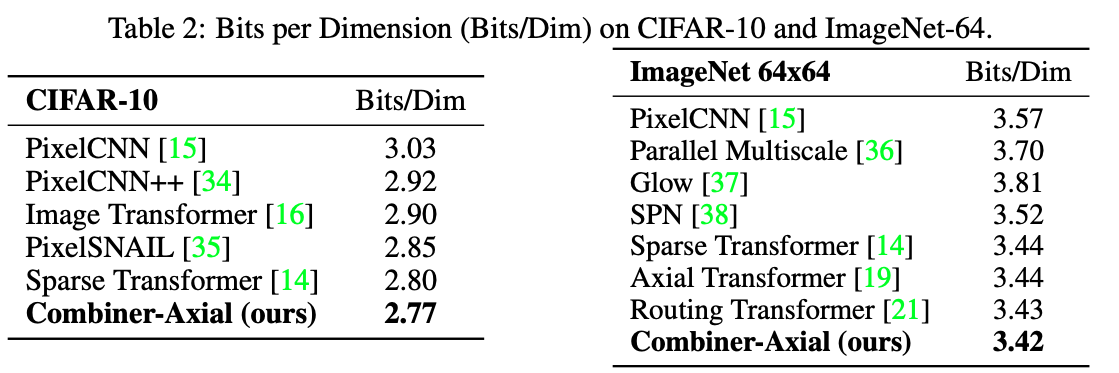 Table 2: Bits per Dimension (Bits/Dim) on CIFAR-10 and ImageNet-64.
CIFAR-10 Bits/Dim
PixelCNN [15] 3.03
PixelCNN++ [34] 2.92
Image Transformer [16] 2.90
PixelSNAIL [35] 2.85
Sparse Transformer [14] 2.80
Combiner-Axial (ours) 2.77
ImageNet 64x64 Bits/Dim
PixelCNN [15] 3.57
Parallel Multiscale [36] 3.70
Glow [37] 3.81
SPN [38] 3.52
Sparse Transformer [14] 3.44
Axial Transformer [19] 3.44
Routing Transformer [21] 3.43
Combiner-Axial (ours) 3.42